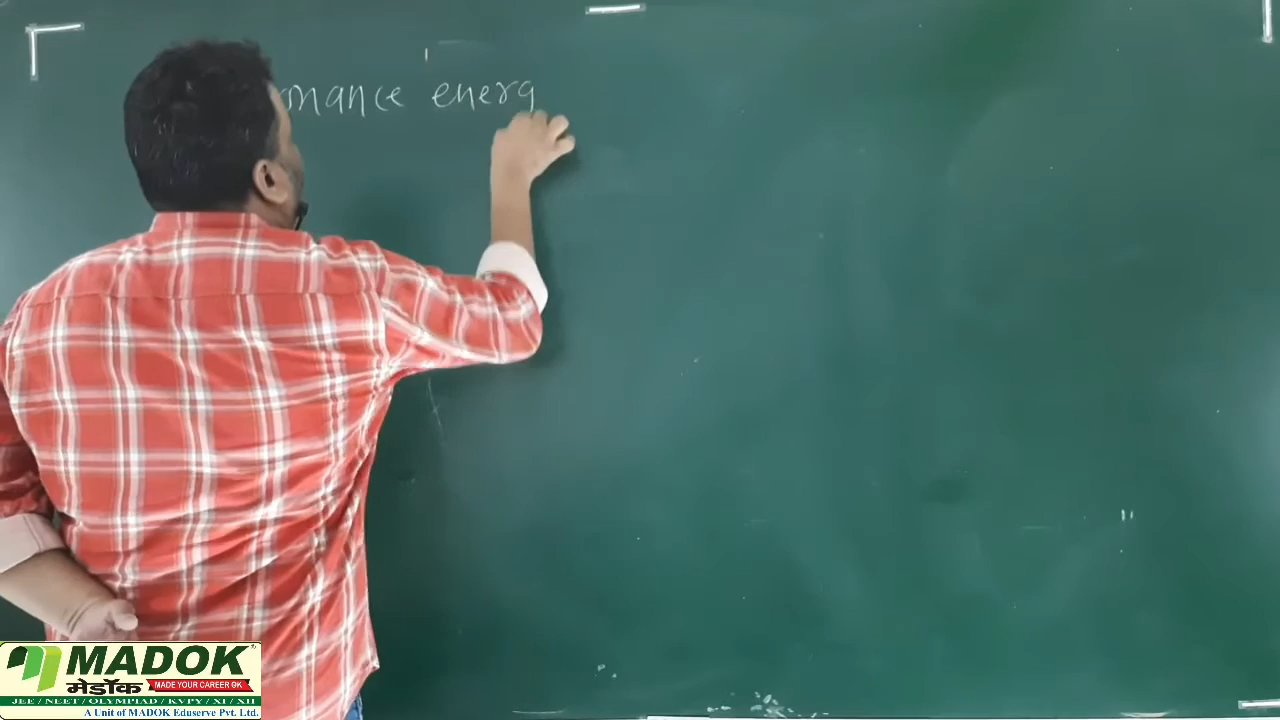 mance energ
MADOK
मेडॉक MADE YOUR CAREER OK
JEE / NEET / OLYMPIAD / KVPY / XI / XII
A Unit of MADOK Eduserve Pvt. Ltd.